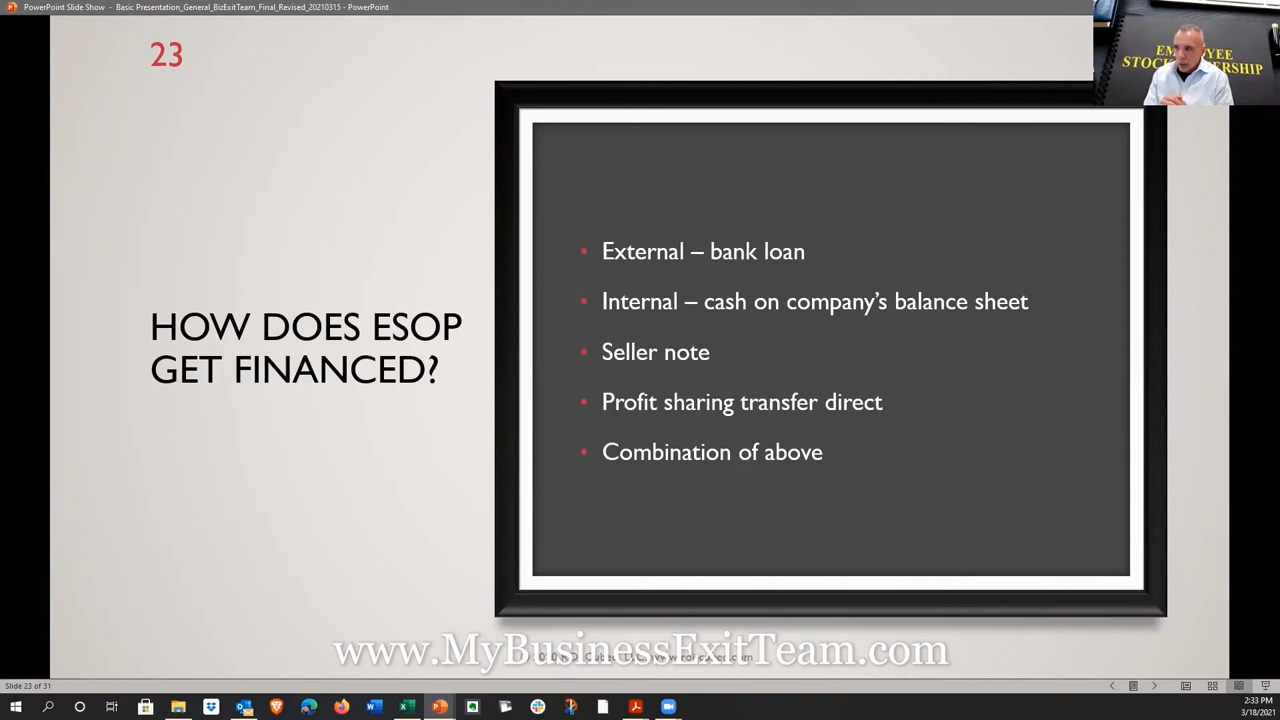 PowerPoint Slide Show - Basic Presentation_General_BizExitTeam_Final_Revised_20210315 - PowerPoint
23
EMPLOYEE
STOCK
HOW DOES ESOP
GET FINANCED?
• External – bank loan
• Internal – cash on company's balance sheet
• Seller note
• Profit sharing transfer direct
• Combination of above
www.MyBusinessExitTeam.com
Slide 23 of 31
2:33 PM
3/18/2021